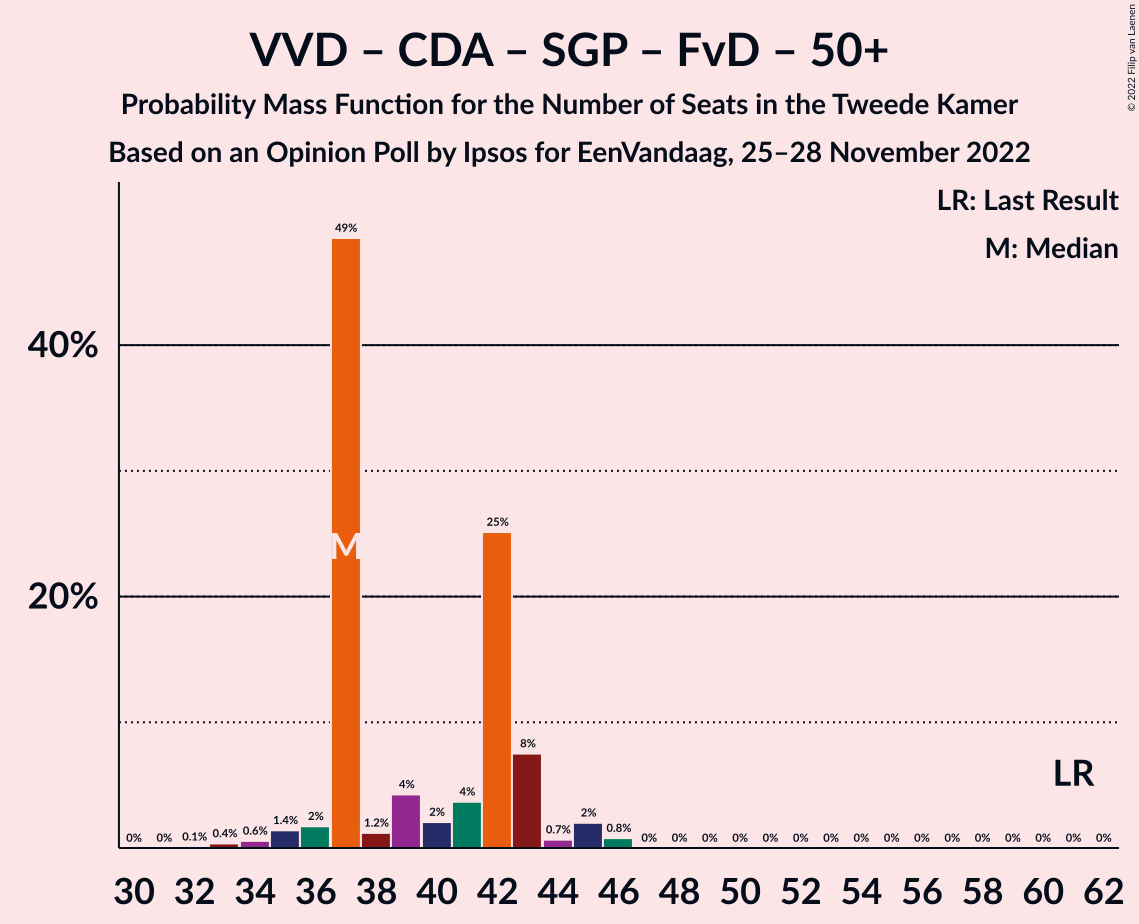 VVD – CDA – SGP – FvD – 50+
Probability Mass Function for the Number of Seats in the Tweede Kamer
Based on an Opinion Poll by Ipsos for EenVandaag, 25–28 November 2022
© 2022 Filip van Laenen
LR: Last Result
M: Median
40%
20%
49%
25%
8%
4%
4%
2%
2%
2%
1.4%
1.2%
0.1%
0.4%
0.6%
0.7%
0.8%
0% 0%
0% 0% 0% 0% 0% 0% 0% 0% 0% 0% 0% 0% 0% 0% 0% 0%
M
LR
30 32 34 36 38 40 42 44 46 48 50 52 54 56 58 60 62